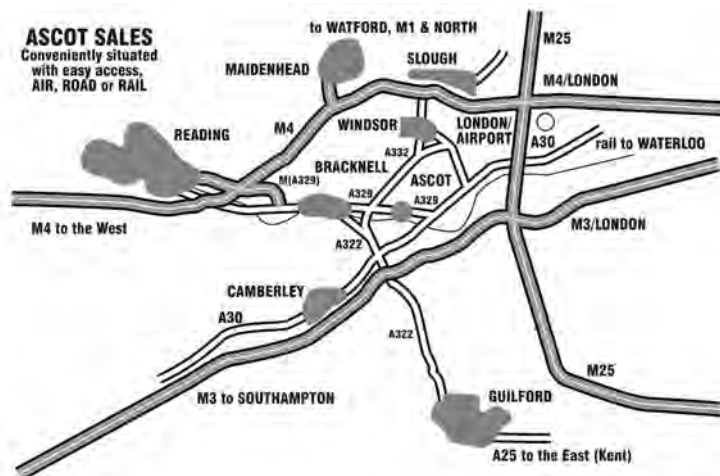 ASCOT SALES
Conveniently situated
with easy access,
AIR, ROAD or RAIL
to WATFORD, M1 & NORTH
M25
SLOUGH
MAIDENHEAD
M4/LONDON
READING
M4
WINDSOR
LONDON/
AIRPORT
A30
rail to WATERLOO
A332
BRACKNELL
M(A329)
A329
ASCOT
A329
M4 to the West
A322
M3/LONDON
CAMBERLEY
A30
A322
M25
M3 to SOUTHAMPTON
GUILFORD
A25 to the East (Kent)